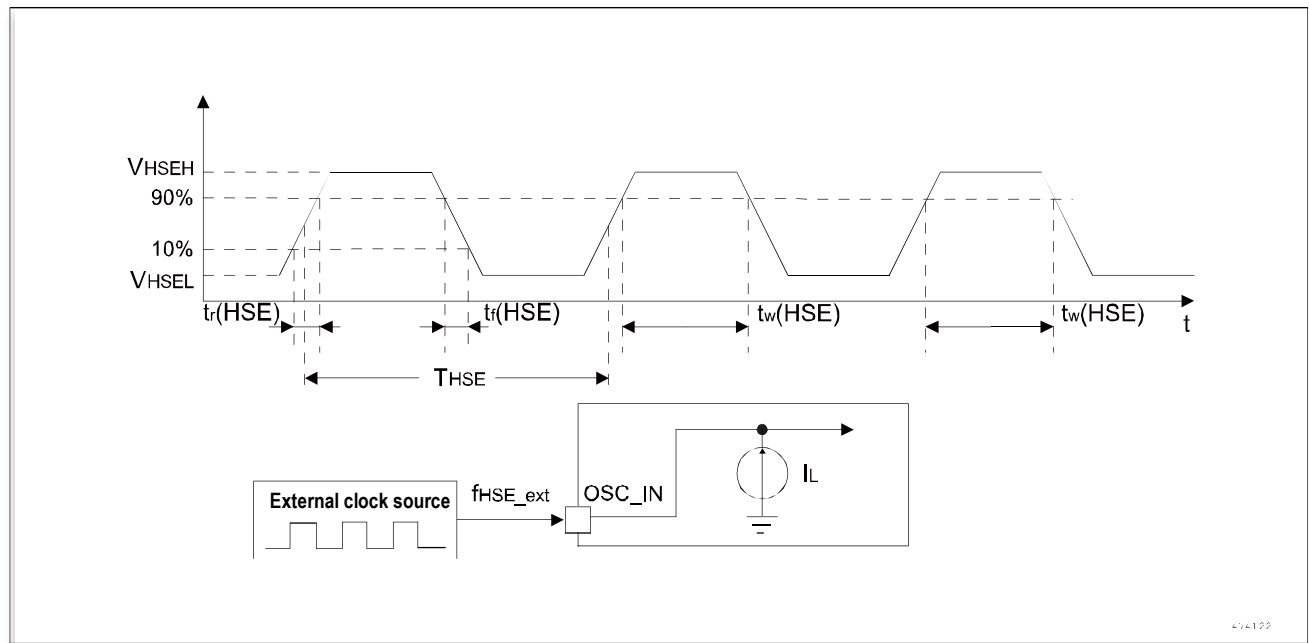 VHSEH
90%
10%
VHSEL
tr(HSE)
tf(HSE)
tw(HSE)
tw(HSE)
t
THSE
External clock source
fHSE_ext
OSC_IN
IL